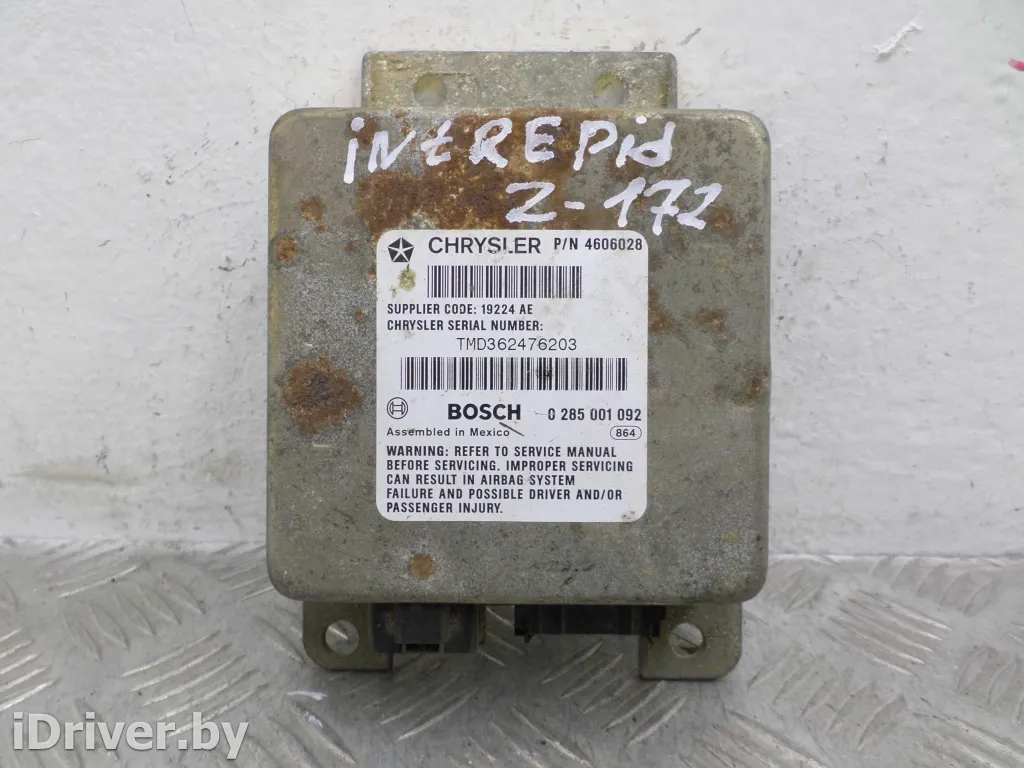 intREPid
Z-172
CHRYSLER P/N 4606028
SUPPLIER CODE: 19224 AE
CHRYSLER SERIAL NUMBER:
TMD362476203
BOSCH 0 285 001 092
Assembled in Mexico 864
WARNING: REFER TO SERVICE MANUAL
BEFORE SERVICING. IMPROPER SERVICING
CAN RESULT IN AIRBAG SYSTEM
FAILURE AND POSSIBLE DRIVER AND/OR
PASSENGER INJURY.
iDriver.by